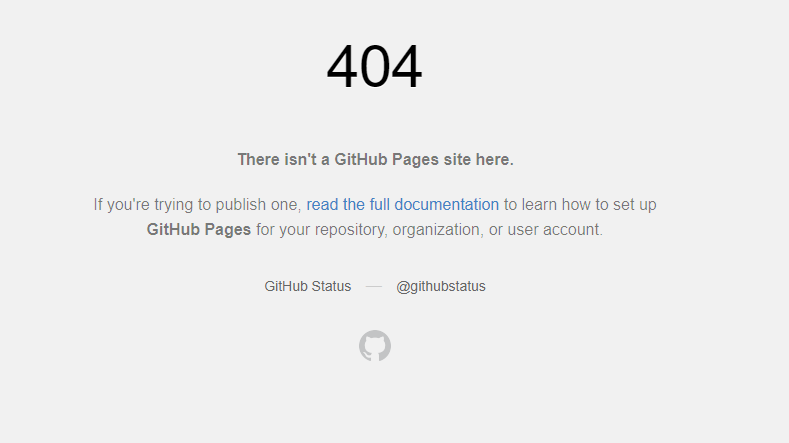 404
There isn't a GitHub Pages site here.
If you're trying to publish one, read the full documentation to learn how to set up
GitHub Pages for your repository, organization, or user account.
GitHub Status — @githubstatus